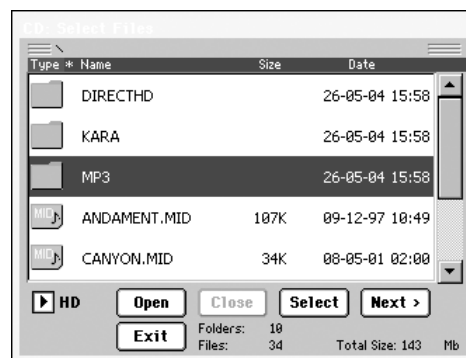 CD: Select Files
Type * Name Size Date
DIRECTHD 26-05-04 15:58
KARA 26-05-04 15:58
MP3 26-05-04 15:58
MID ANDAMENT.MID 107K 09-12-97 10:49
MID CANYON.MID 34K 08-05-01 02:00
HD Open Close Select Next >
Exit Folders: 10
Files: 34 Total Size: 143 Mb